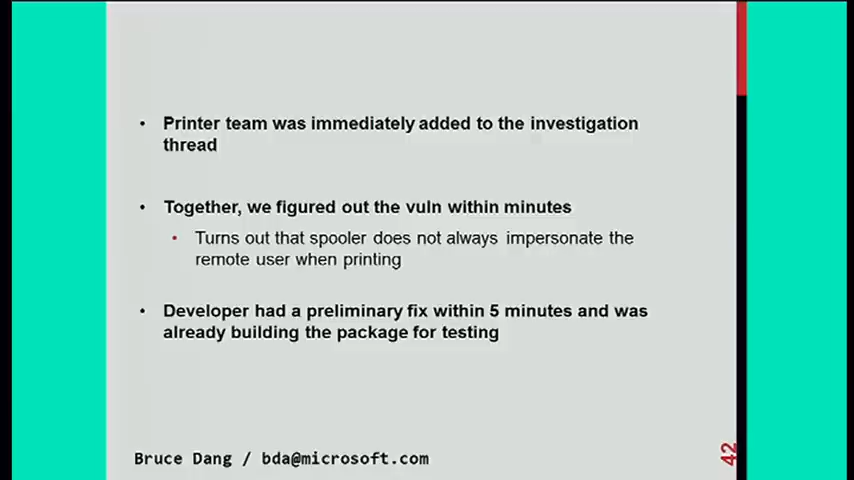 • Printer team was immediately added to the investigation
thread
• Together, we figured out the vuln within minutes
• Turns out that spooler does not always impersonate the
remote user when printing
• Developer had a preliminary fix within 5 minutes and was
already building the package for testing
Bruce Dang / bda@microsoft.com
42